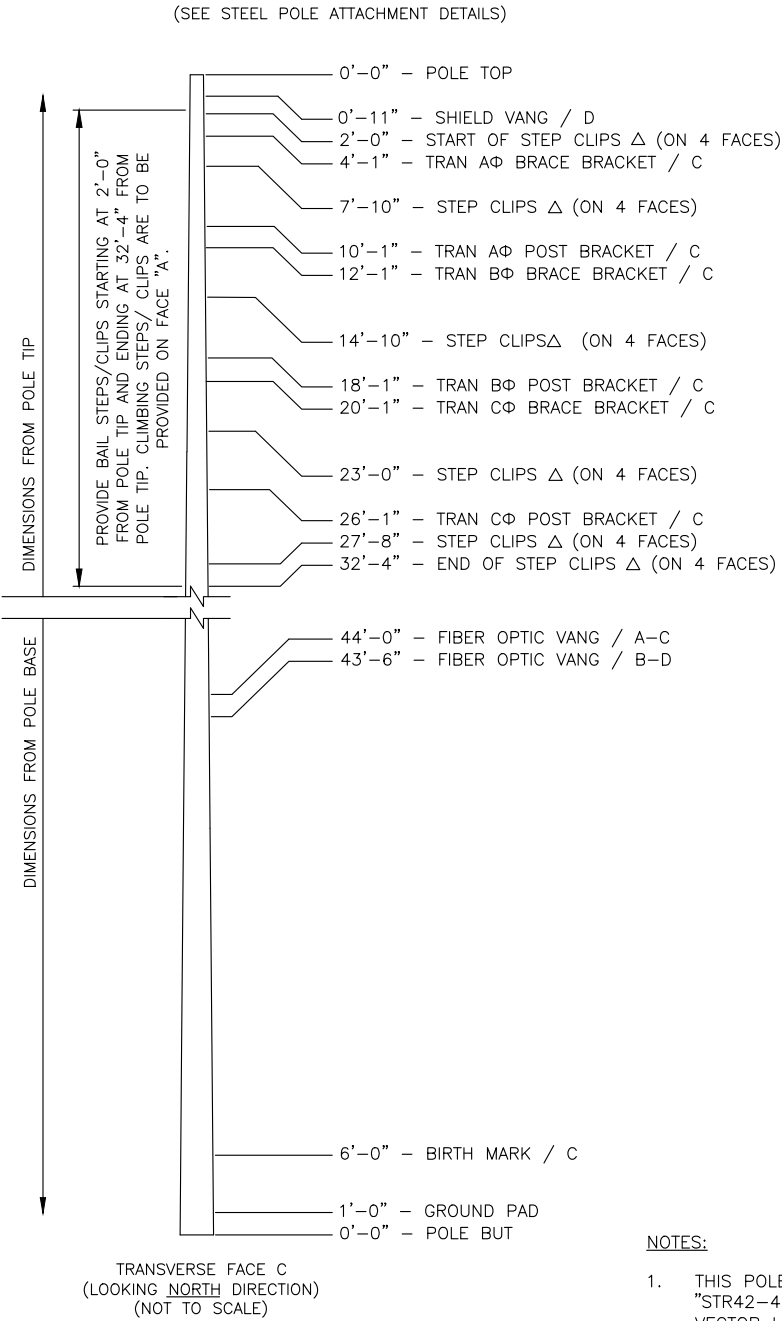 (SEE STEEL POLE ATTACHMENT DETAILS)
0'-0" - POLE TOP
0'-11" - SHIELD VANG / D
2'-0" - START OF STEP CLIPS △ (ON 4 FACES)
4'-1" - TRAN AΦ BRACE BRACKET / C
7'-10" - STEP CLIPS △ (ON 4 FACES)
10'-1" - TRAN AΦ POST BRACKET / C
12'-1" - TRAN BΦ BRACE BRACKET / C
14'-10" - STEP CLIPS△ (ON 4 FACES)
18'-1" - TRAN BΦ POST BRACKET / C
20'-1" - TRAN CΦ BRACE BRACKET / C
23'-0" - STEP CLIPS △ (ON 4 FACES)
26'-1" - TRAN CΦ POST BRACKET / C
27'-8" - STEP CLIPS △ (ON 4 FACES)
32'-4" - END OF STEP CLIPS △ (ON 4 FACES)
DIMENSIONS FROM POLE TIP
PROVIDE BAIL STEPS/CLIPS STARTING AT 2'-0"
FROM POLE TIP AND ENDING AT 32'-4" FROM
POLE TIP. CLIMBING STEPS/ CLIPS ARE TO BE
PROVIDED ON FACE "A".
44'-0" - FIBER OPTIC VANG / A-C
43'-6" - FIBER OPTIC VANG / B-D
DIMENSIONS FROM POLE BASE
6'-0" - BIRTH MARK / C
1'-0" - GROUND PAD
0'-0" - POLE BUT
TRANSVERSE FACE C
(LOOKING NORTH DIRECTION)
(NOT TO SCALE)
NOTES:
1. THIS POLE
"STR42-4